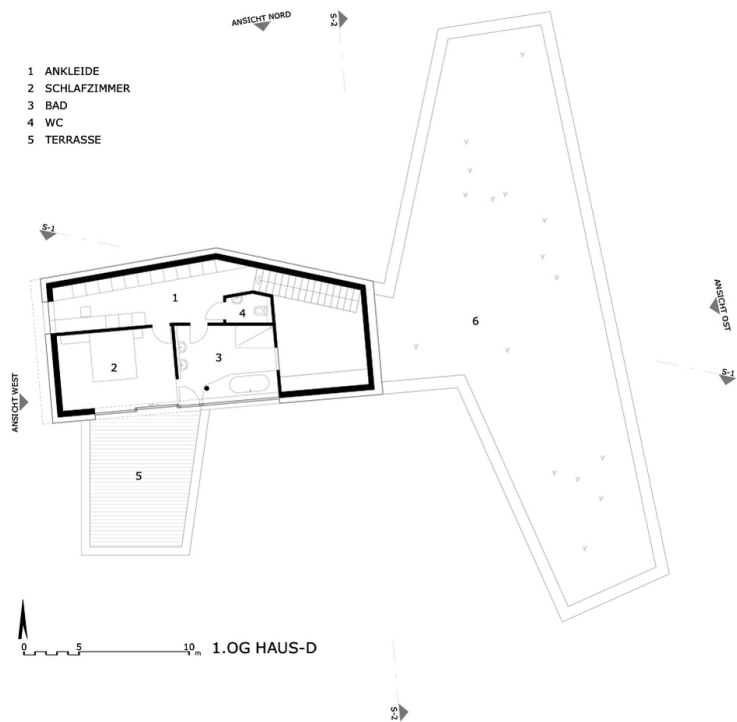 ANSICHT NORD
S-2
1 ANKLEIDE
2 SCHLAFZIMMER
3 BAD
4 WC
5 TERRASSE
S-1
1
4
2
3
6
ANSICHT OST
S-1
ANSICHT WEST
5
0 5 10 m
1.OG HAUS-D
S-2